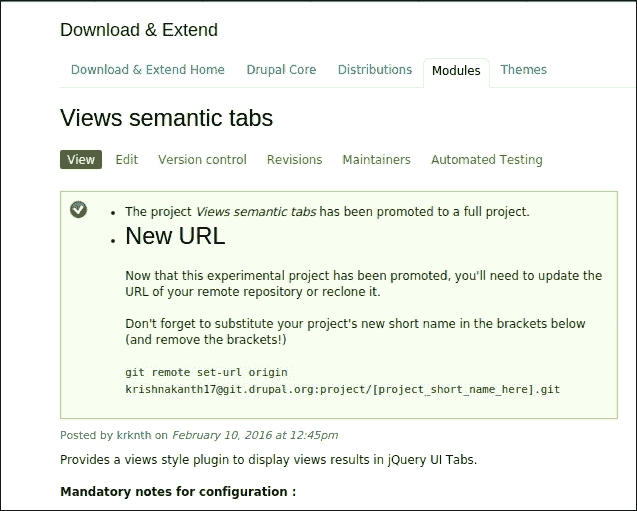 Download & Extend
Download & Extend Home Drupal Core Distributions Modules Themes
Views semantic tabs
View Edit Version control Revisions Maintainers Automated Testing
• The project Views semantic tabs has been promoted to a full project.
• New URL
Now that this experimental project has been promoted, you'll need to update the
URL of your remote repository or reclone it.
Don't forget to substitute your project's new short name in the brackets below
(and remove the brackets!)
git remote set-url origin
krishnakanth17@git.drupal.org:project/[project_short_name_here].git
Posted by krknth on February 10, 2016 at 12:45pm
Provides a views style plugin to display views results in jQuery UI Tabs.
Mandatory notes for configuration :